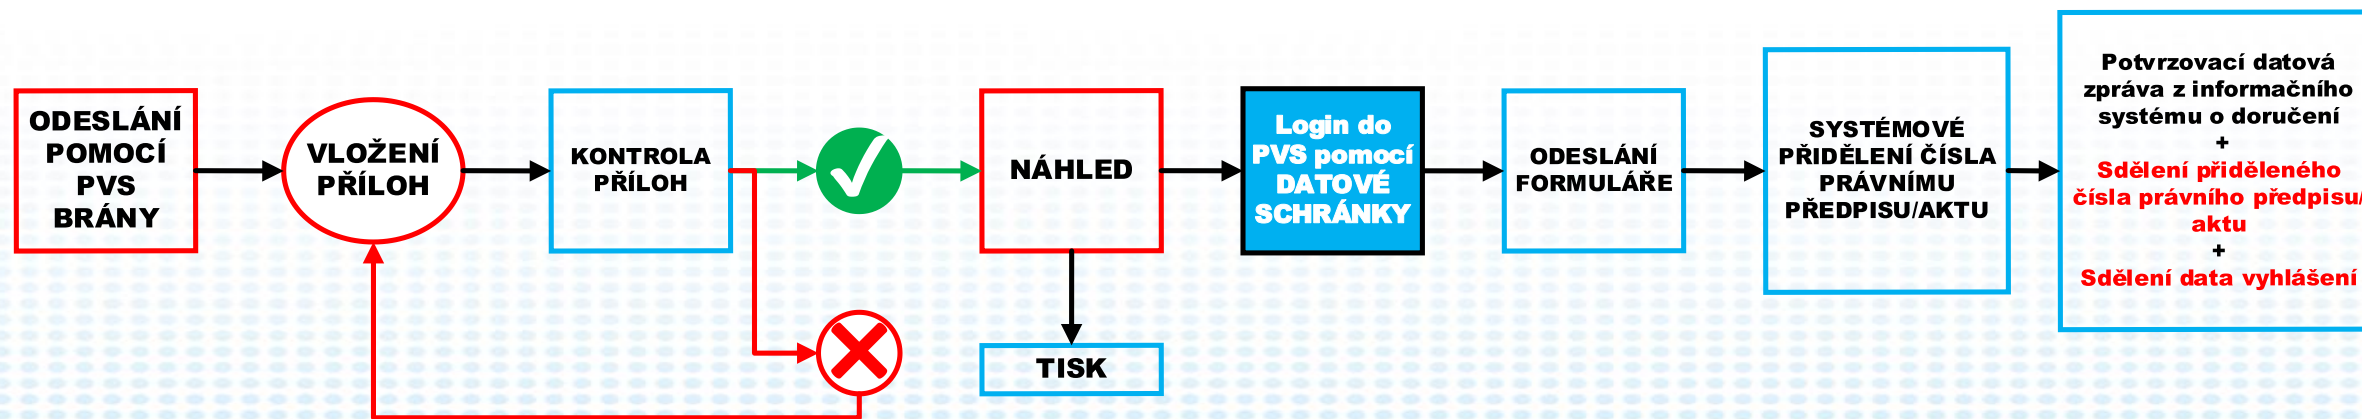 ODESLÁNÍ
POMOCÍ
PVS
BRÁNY
VLOŽENÍ
PŘÍLOH
KONTROLA
PŘÍLOH
NÁHLED
TISK
Login do
PVS pomocí
DATOVÉ
SCHRÁNKY
ODESLÁNÍ
FORMULÁŘE
SYSTÉMOVÉ
PŘIDĚLENÍ ČÍSLA
PRÁVNÍMU
PŘEDPISU/AKTU
Potvrzovací datová
zpráva z informačního
systému o doručení
+
Sdělení přiděleného
čísla právního předpisu/
aktu
+
Sdělení data vyhlášení